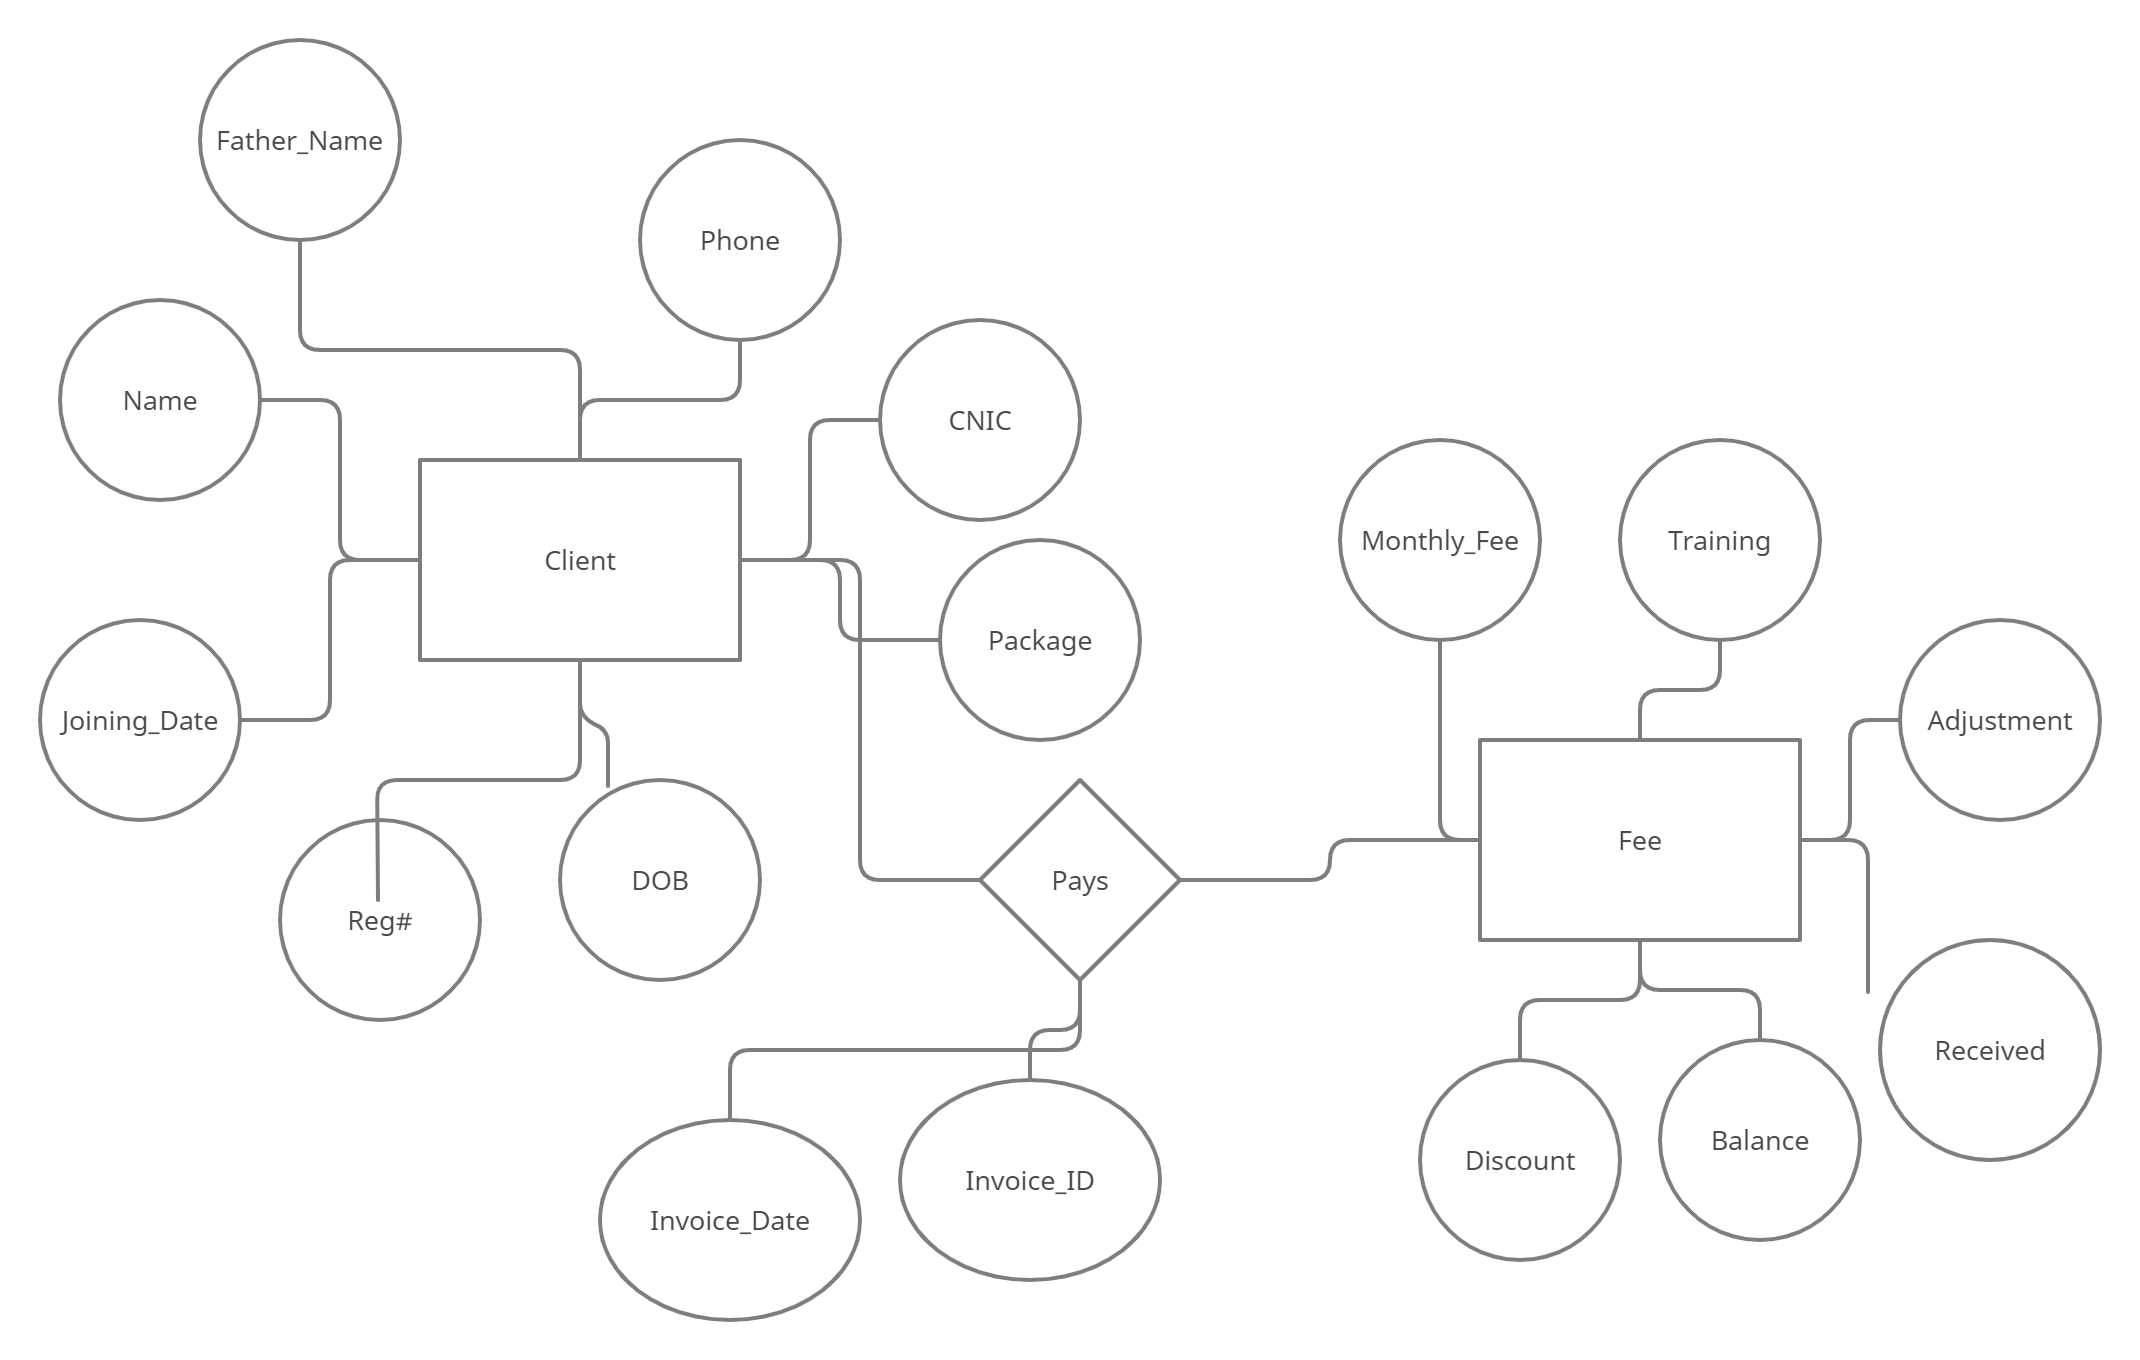 Father_Name
Phone
Name
CNIC
Monthly_Fee
Training
Client
Package
Joining_Date
Adjustment
Fee
DOB
Pays
Reg#
Received
Balance
Discount
Invoice_ID
Invoice_Date